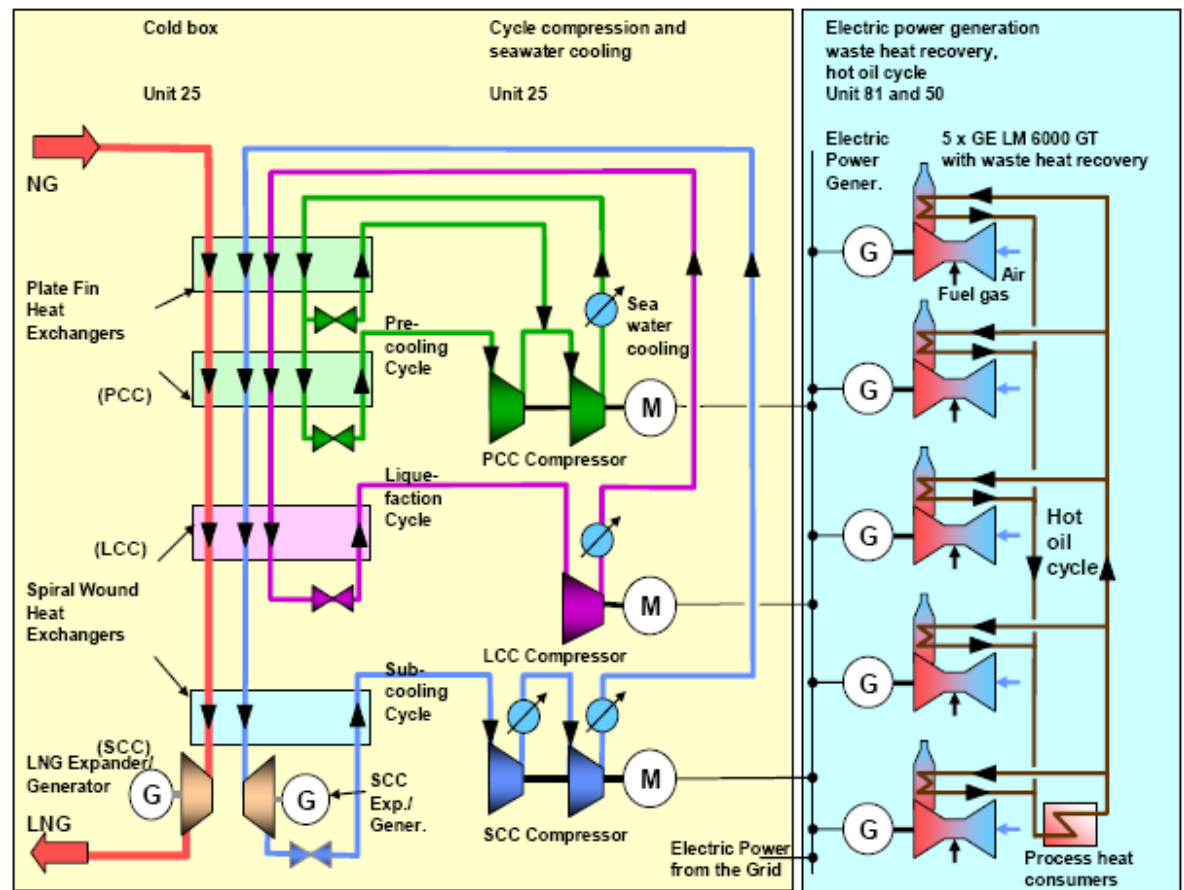 Cold box
Unit 25
Cycle compression and
seawater cooling
Unit 25
Electric power generation
waste heat recovery,
hot oil cycle
Unit 81 and 50
NG
Plate Fin
Heat
Exchangers
(PCC)
Pre-
cooling
Cycle
Sea
water
cooling
M
PCC Compressor
Lique-
faction
Cycle
(LCC)
Spiral Wound
Heat
Exchangers
M
LCC Compressor
Sub-
cooling
Cycle
(SCC)
LNG Expander/
Generator
G
G
SCC
Exp./
Gener.
M
SCC Compressor
LNG
Electric Power
from the Grid
Electric
Power
Gener.
5 x GE LM 6000 GT
with waste heat recovery
G
Air
Fuel gas
G
G
Hot
oil
cycle
G
G
Process heat
consumers